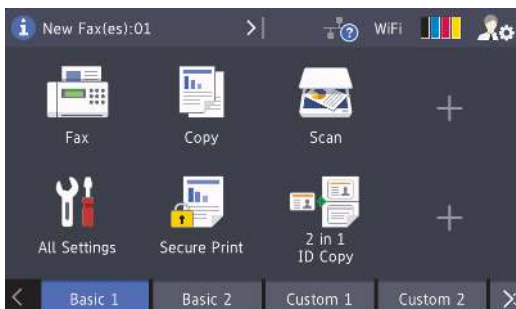 New Fax(es):01
WiFi
Fax
Copy
Scan
All Settings
Secure Print
2 in 1
ID Copy
Basic 1
Basic 2
Custom 1
Custom 2